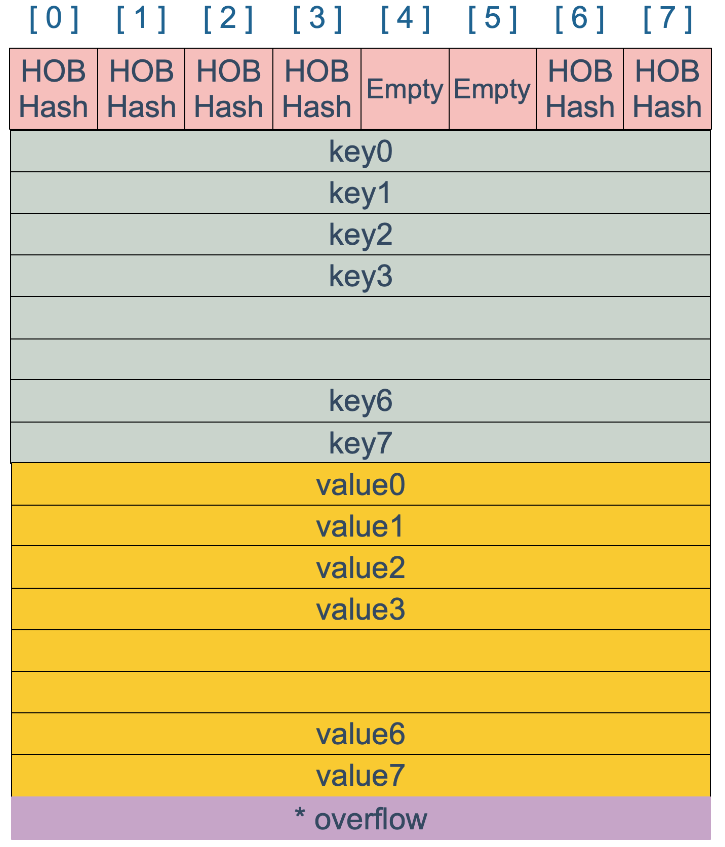 [ 0 ] [ 1 ] [ 2 ] [ 3 ] [ 4 ] [ 5 ] [ 6 ] [ 7 ]
HOB Hash HOB Hash HOB Hash HOB Hash Empty Empty HOB Hash HOB Hash
key0
key1
key2
key3
key6
key7
value0
value1
value2
value3
value6
value7
* overflow